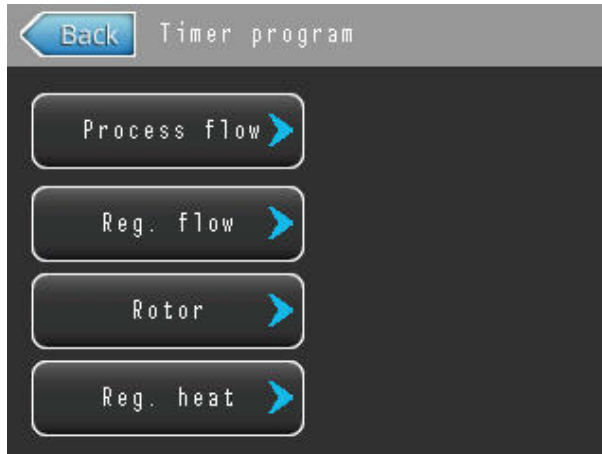 Back Timer program
Process flow
Reg. flow
Rotor
Reg. heat